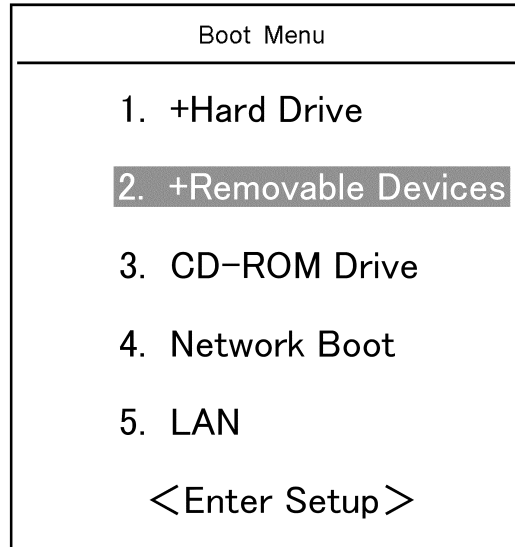 Boot Menu
1. +Hard Drive
2. +Removable Devices
3. CD-ROM Drive
4. Network Boot
5. LAN
<Enter Setup>